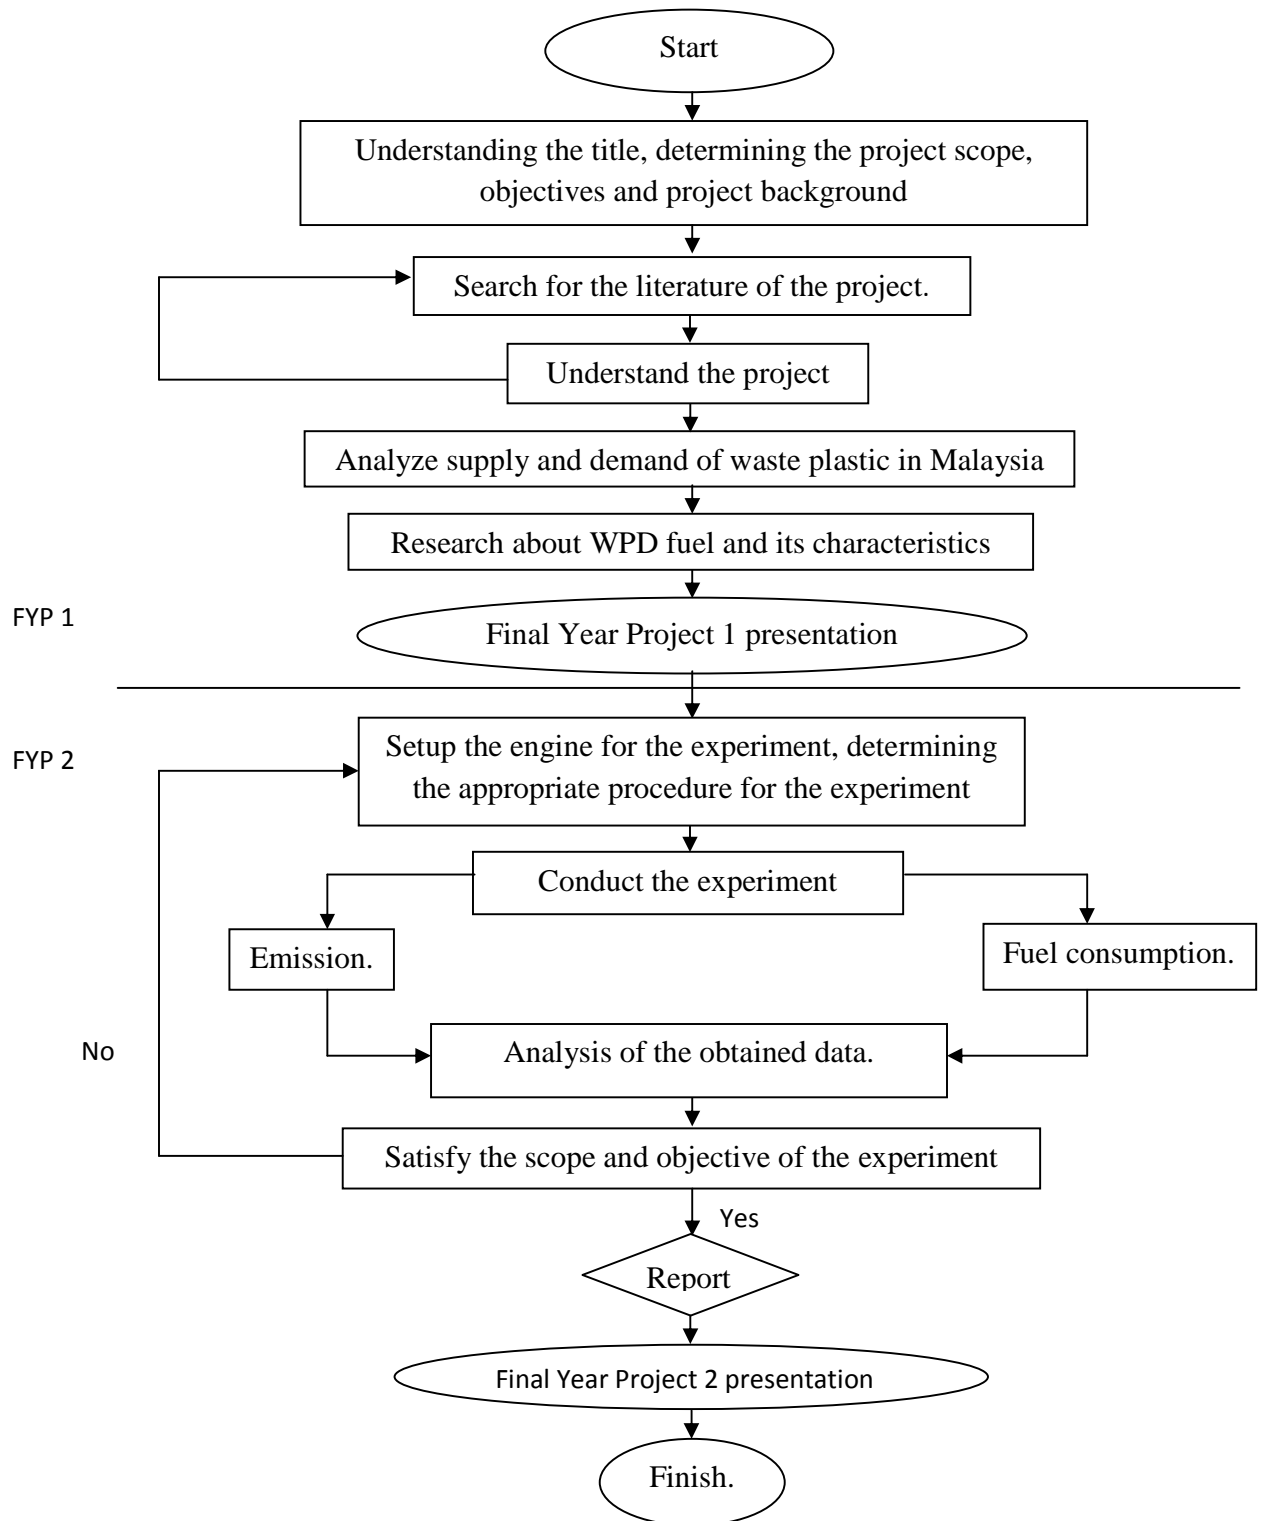 Start
Understanding the title, determining the project scope,
objectives and project background
Search for the literature of the project.
Understand the project
Analyze supply and demand of waste plastic in Malaysia
Research about WPD fuel and its characteristics
FYP 1
Final Year Project 1 presentation
FYP 2
Setup the engine for the experiment, determining
the appropriate procedure for the experiment
Conduct the experiment
Emission.
Fuel consumption.
No
Analysis of the obtained data.
Satisfy the scope and objective of the experiment
Yes
Report
Final Year Project 2 presentation
Finish.